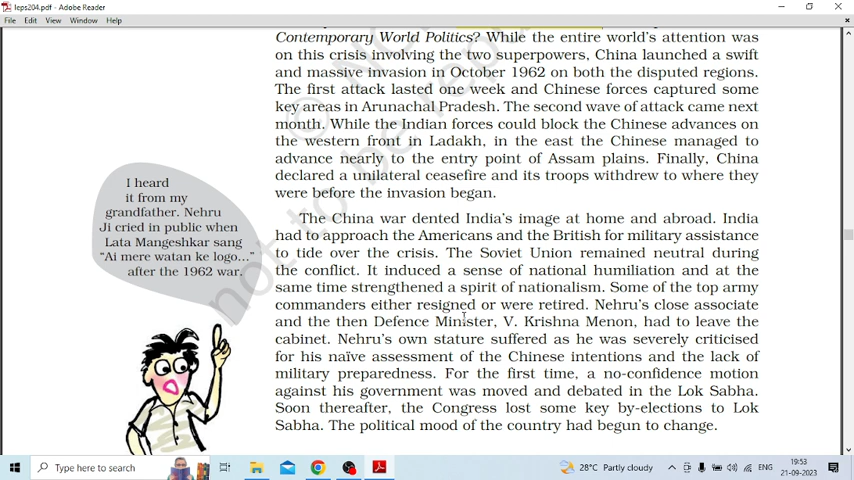 leps204.pdf - Adobe Reader
File Edit View Window Help
Contemporary World Politics? While the entire world's attention was
on this crisis involving the two superpowers, China launched a swift
and massive invasion in October 1962 on both the disputed regions.
The first attack lasted one week and Chinese forces captured some
key areas in Arunachal Pradesh. The second wave of attack came next
month. While the Indian forces could block the Chinese advances on
the western front in Ladakh, in the east the Chinese managed to
advance nearly to the entry point of Assam plains. Finally, China
declared a unilateral ceasefire and its troops withdrew to where they
were before the invasion began.
I heard
it from my
grandfather. Nehru
Ji cried in public when
Lata Mangeshkar sang
"Ai mere watan ke logo..."
after the 1962 war.
The China war dented India's image at home and abroad. India
had to approach the Americans and the British for military assistance
to tide over the crisis. The Soviet Union remained neutral during
the conflict. It induced a sense of national humiliation and at the
same time strengthened a spirit of nationalism. Some of the top army
commanders either resigned or were retired. Nehru's close associate
and the then Defence Minister, V. Krishna Menon, had to leave the
cabinet. Nehru's own stature suffered as he was severely criticised
for his naïve assessment of the Chinese intentions and the lack of
military preparedness. For the first time, a no-confidence motion
against his government was moved and debated in the Lok Sabha.
Soon thereafter, the Congress lost some key by-elections to Lok
Sabha. The political mood of the country had begun to change.
not to be rep
Type here to search
28°C Partly cloudy
ENG
19:53
21-09-2023